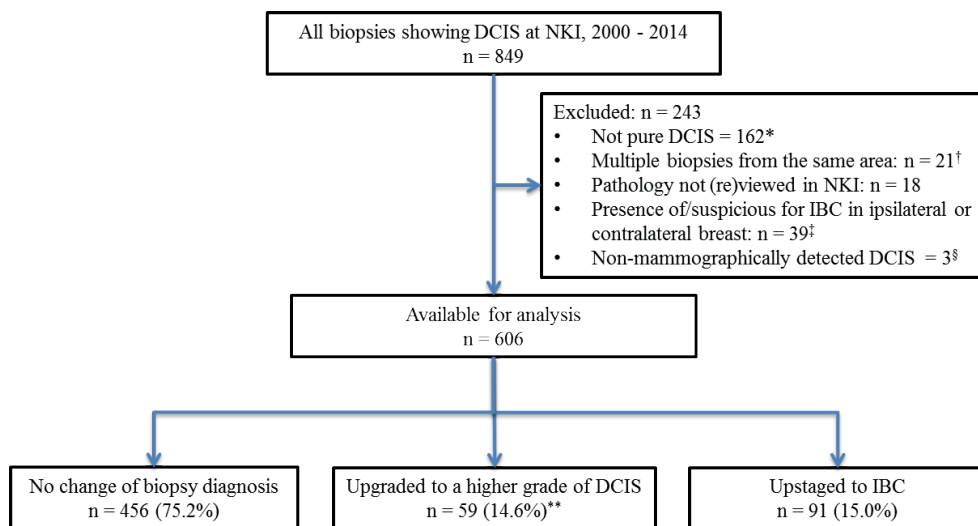 All biopsies showing DCIS at NKI, 2000 - 2014
n = 849
Excluded: n = 243
• Not pure DCIS = 162*
• Multiple biopsies from the same area: n = 21†
• Pathology not (re)viewed in NKI: n = 18
• Presence of/suspicious for IBC in ipsilateral or
contralateral breast: n = 39‡
• Non-mammographically detected DCIS = 3§
Available for analysis
n = 606
No change of biopsy diagnosis
n = 456 (75.2%)
Upgraded to a higher grade of DCIS
n = 59 (14.6%)**
Upstaged to IBC
n = 91 (15.0%)